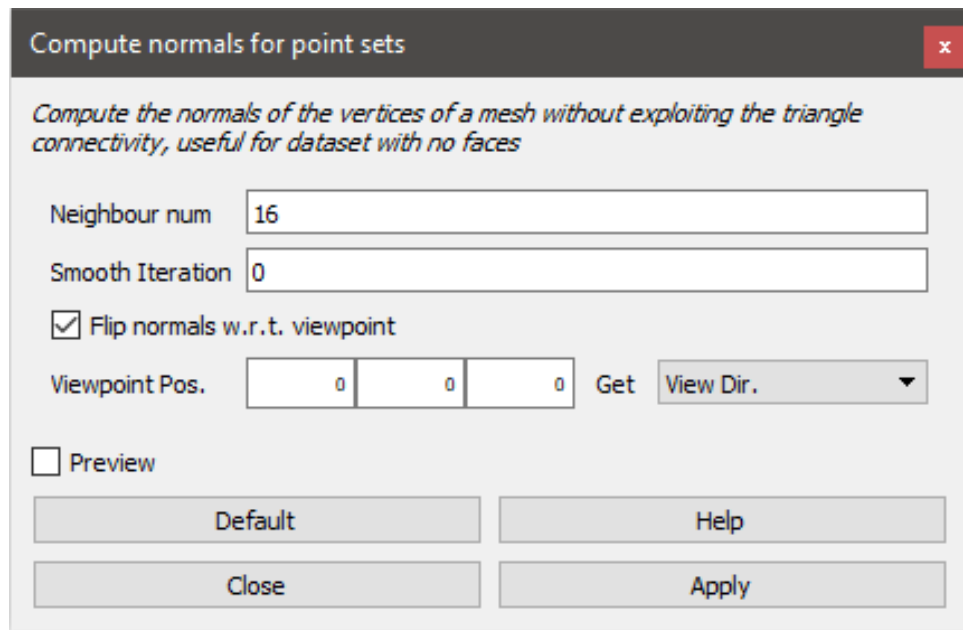 Compute normals for point sets
x
Compute the normals of the vertices of a mesh without exploiting the triangle
connectivity, useful for dataset with no faces
Neighbour num 16
Smooth Iteration 0
Flip normals w.r.t. viewpoint
Viewpoint Pos. 0 0 0 Get View Dir.
Preview
Default Help
Close Apply